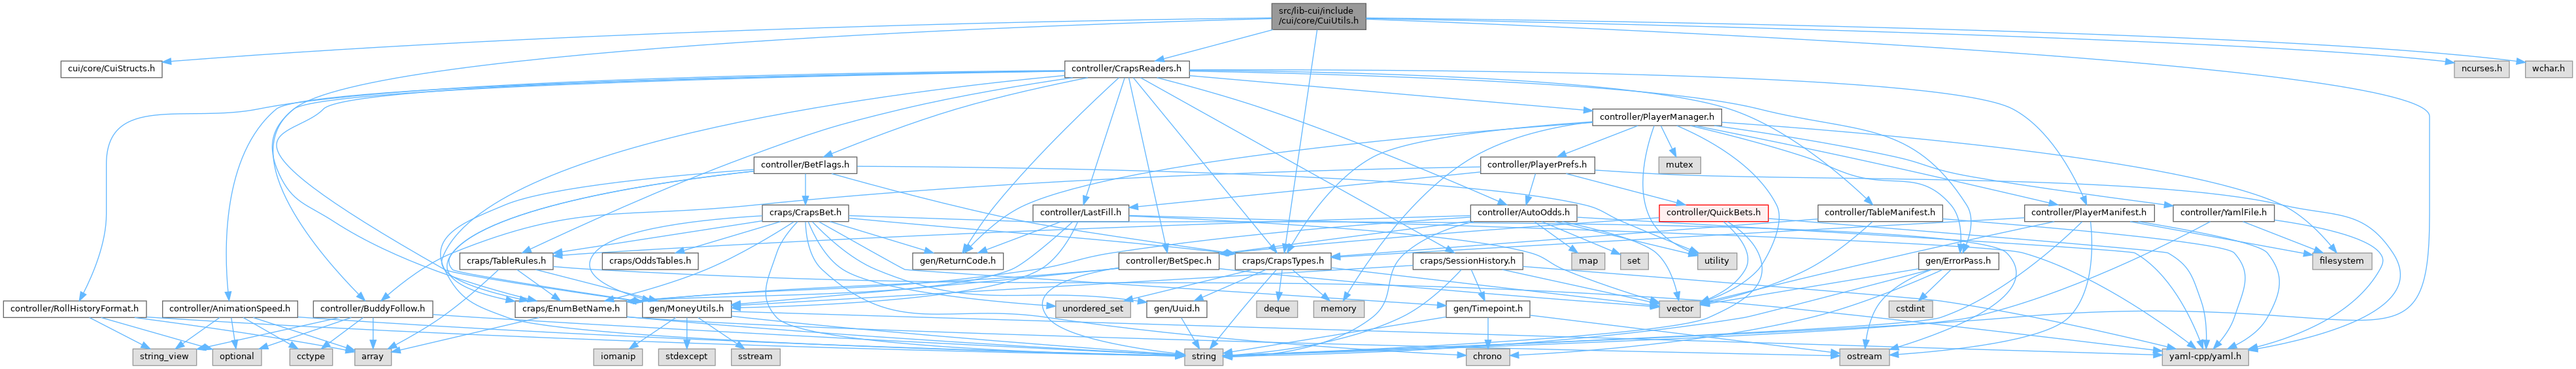 src/lib-cui/include
/cui/core/CuiUtils.h
cui/core/CuiStructs.h
controller/CrapsReaders.h
ncurses.h
wchar.h
controller/PlayerManager.h
controller/BetFlags.h
controller/PlayerPrefs.h
mutex
craps/CrapsBet.h
controller/LastFill.h
controller/AutoOdds.h
controller/QuickBets.h
controller/TableManifest.h
controller/PlayerManifest.h
controller/YamlFile.h
craps/TableRules.h
craps/OddsTables.h
gen/ReturnCode.h
controller/BetSpec.h
craps/CrapsTypes.h
craps/SessionHistory.h
map
set
utility
gen/ErrorPass.h
filesystem
controller/RollHistoryFormat.h
controller/AnimationSpeed.h
controller/BuddyFollow.h
craps/EnumBetName.h
gen/MoneyUtils.h
unordered_set
gen/Uuid.h
deque
memory
gen/Timepoint.h
vector
cstdint
string_view
optional
cctype
array
iomanip
stdexcept
sstream
string
chrono
ostream
yaml-cpp/yaml.h